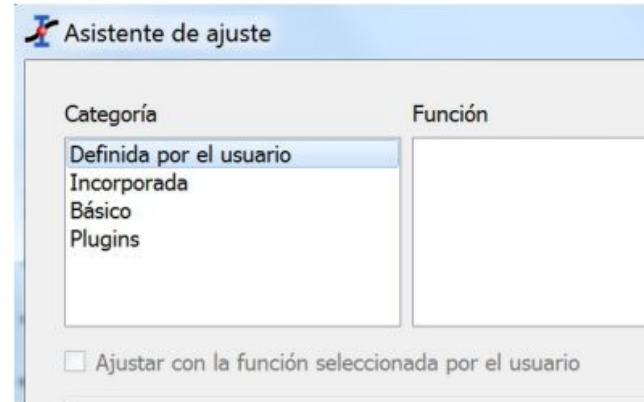 Asistente de ajuste
Categoría
Función
Definida por el usuario
Incorporada
Básico
Plugins
Ajustar con la función seleccionada por el usuario